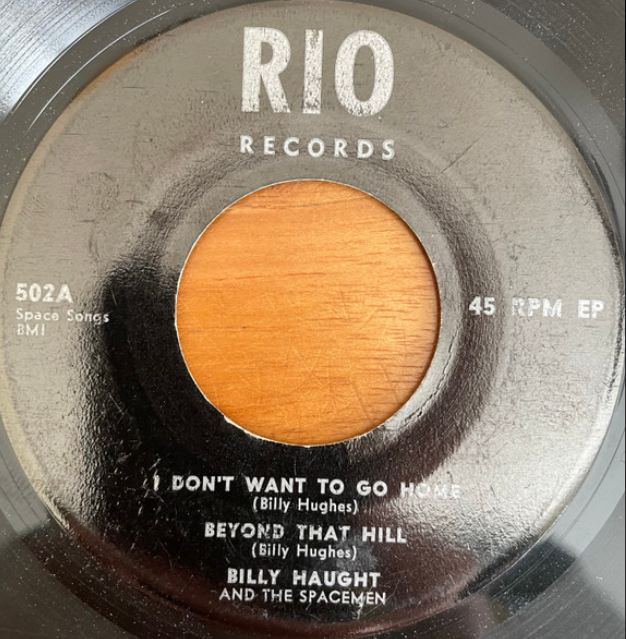 RIO
RECORDS
502A
Space Songs
BMI
45 RPM EP
I DON'T WANT TO GO HOME
(Billy Hughes)
BEYOND THAT HILL
(Billy Hughes)
BILLY HAUGHT
AND THE SPACEMEN